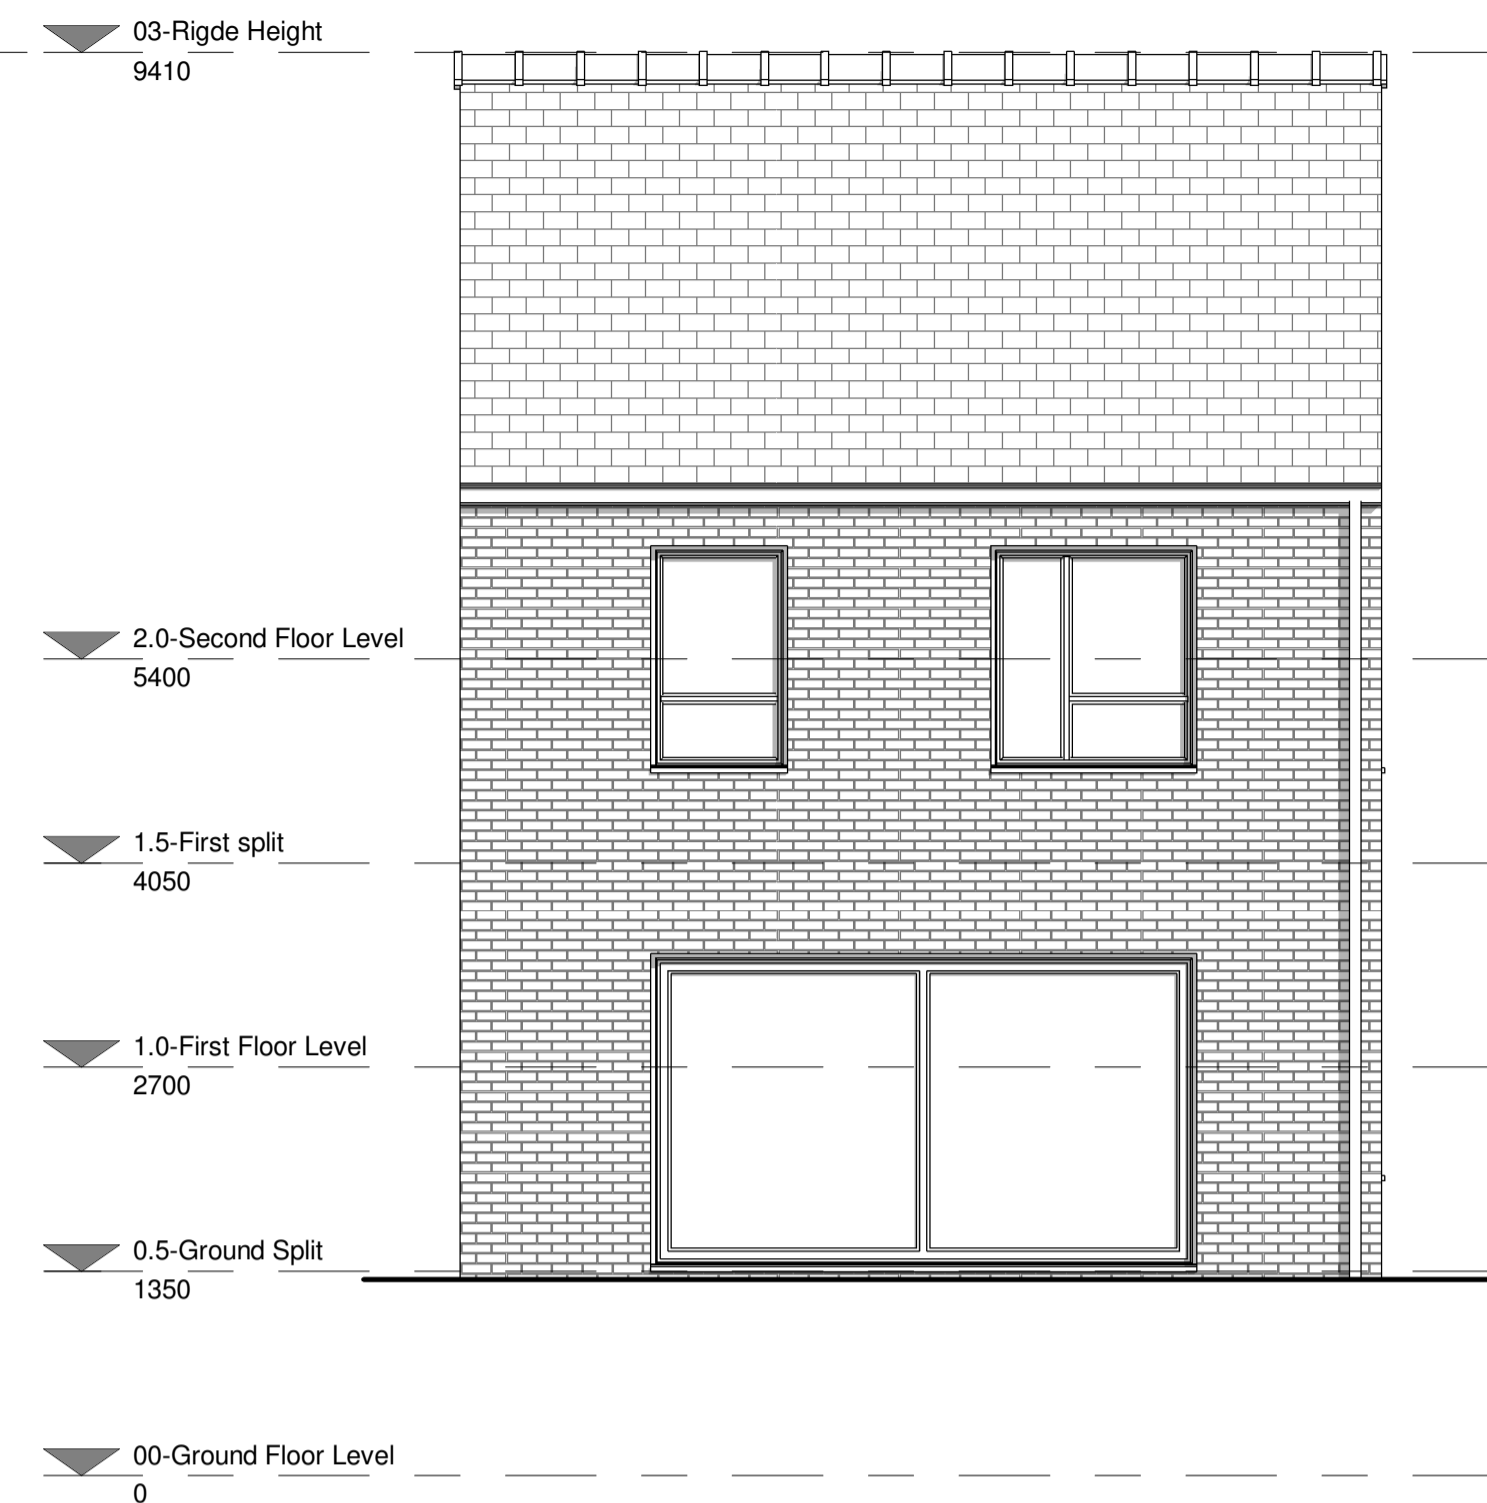 03-Rigde Height
9410
2.0-Second Floor Level
5400
1.5-First split
4050
1.0-First Floor Level
2700
0.5-Ground Split
1350
00-Ground Floor Level
0